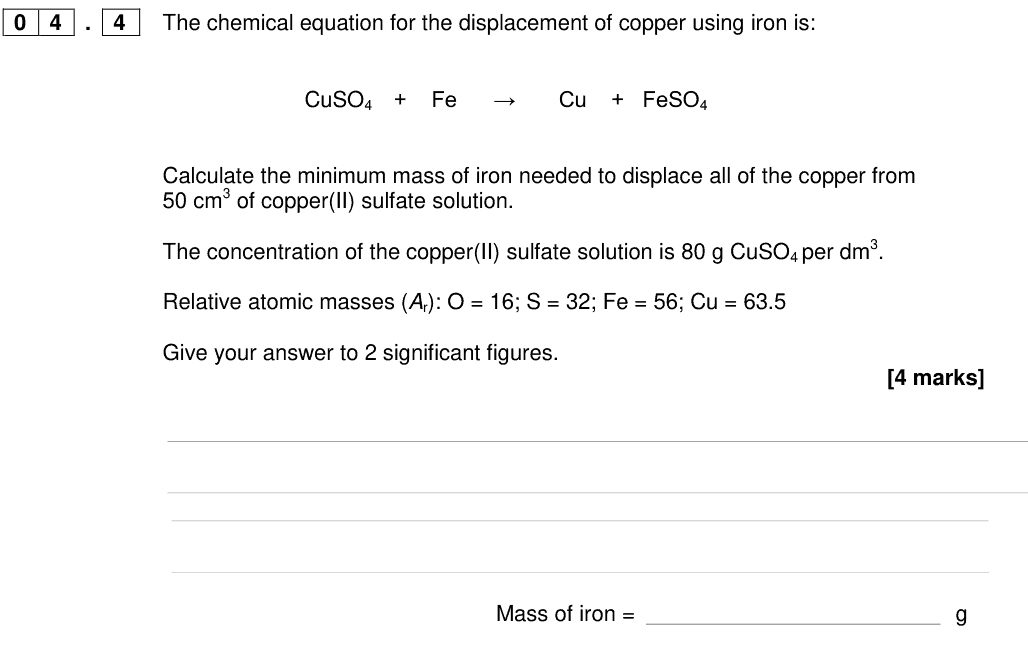 0 4 . 4 The chemical equation for the displacement of copper using iron is:
CuSO₄ + Fe → Cu + FeSO₄
Calculate the minimum mass of iron needed to displace all of the copper from
50 cm³ of copper(II) sulfate solution.
The concentration of the copper(II) sulfate solution is 80 g CuSO₄ per dm³.
Relative atomic masses (Aᵣ): O = 16; S = 32; Fe = 56; Cu = 63.5
Give your answer to 2 significant figures.
[4 marks]
Mass of iron = ______ g